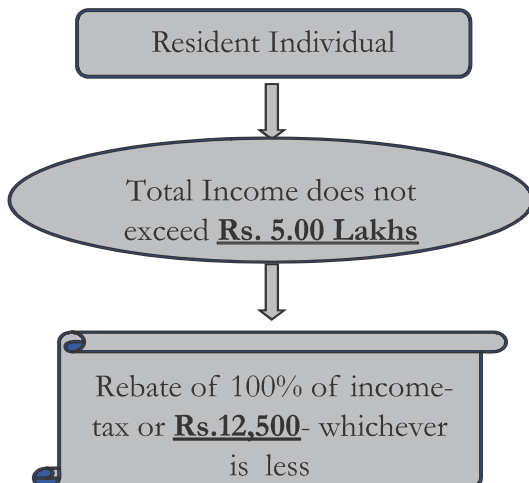 Resident Individual
Total Income does not
exceed Rs. 5.00 Lakhs
Rebate of 100% of income-
tax or Rs.12,500- whichever
is less